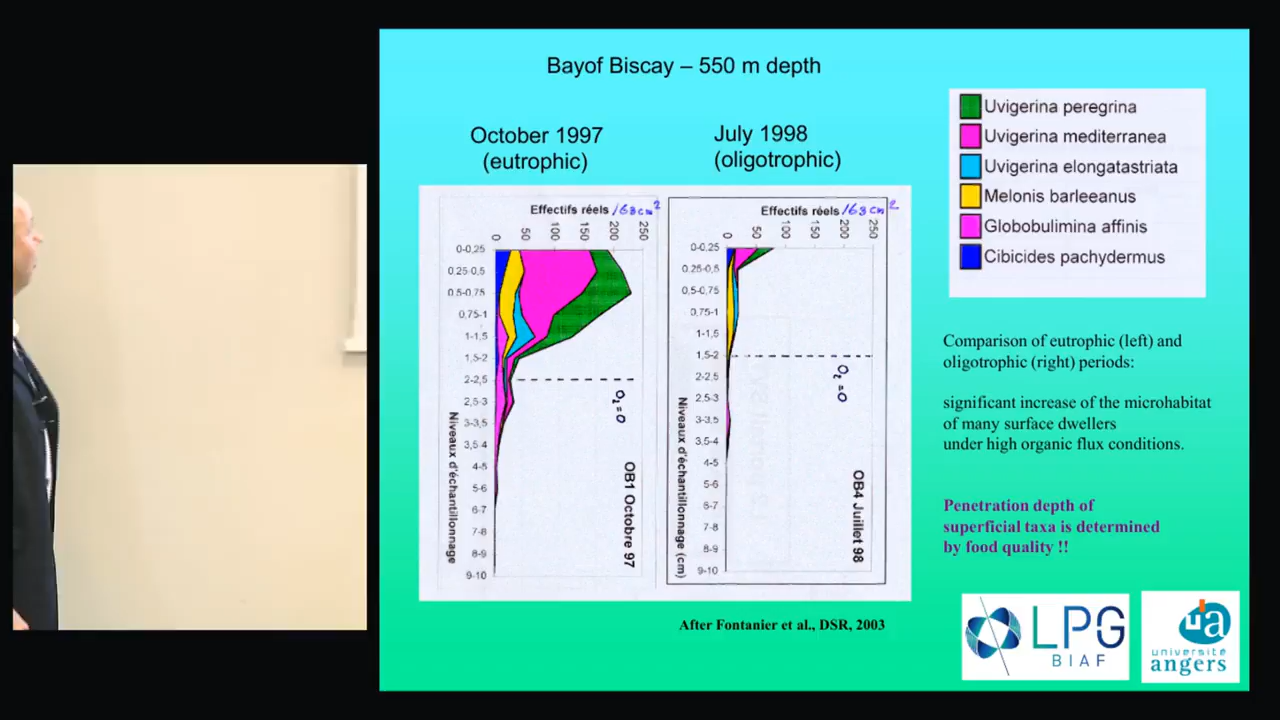 Bayof Biscay – 550 m depth
October 1997
(eutrophic)
July 1998
(oligotrophic)
Uvigerina peregrina
Uvigerina mediterranea
Uvigerina elongatastriata
Melonis barleeanus
Globobulimina affinis
Cibicides pachydermus
Effectifs réels /68cm²
0
50
100
150
200
250
0-0,25
0.25-0,5
0.5-0,75
0,75-1
1-1,5
1,5-2
2-2,5
2,5-3
3-3,5
3,5-4
4-5
5-6
6-7
7-8
8-9
9-10
O₂=0
Niveaux d'échantillonnage
OB1 Octobre 97
Effectifs réels /68cm²
0
50
100
150
200
250
0-0.25
0.25-0,5
0,5-0,75
0,75-1
1-1,5
1,5-2
2-2,5
2.5-3
3-3,5
3,5-4
4-5
5-6
6-7
7-8
8-9
9-10
O₂=0
Niveaux d'échantillonnage (cm)
OB4 Juillet 98
Comparison of eutrophic (left) and
oligotrophic (right) periods:
significant increase of the microhabitat
of many surface dwellers
under high organic flux conditions.
Penetration depth of
superficial taxa is determined
by food quality !!
After Fontanier et al., DSR, 2003
LPG
BIAF
ua
université
angers